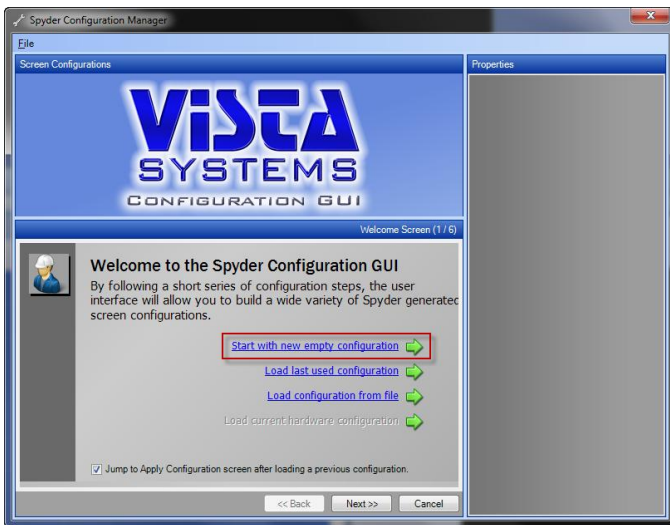 Spyder Configuration Manager
File
Screen Configurations
Properties
VISTA
SYSTEMS
CONFIGURATION GUI
Welcome Screen (1 / 6)
Welcome to the Spyder Configuration GUI
By following a short series of configuration steps, the user
interface will allow you to build a wide variety of Spyder generated
screen configurations.
Start with new empty configuration
Load last used configuration
Load configuration from file
Load current hardware configuration
Jump to Apply Configuration screen after loading a previous configuration.
<< Back Next >> Cancel